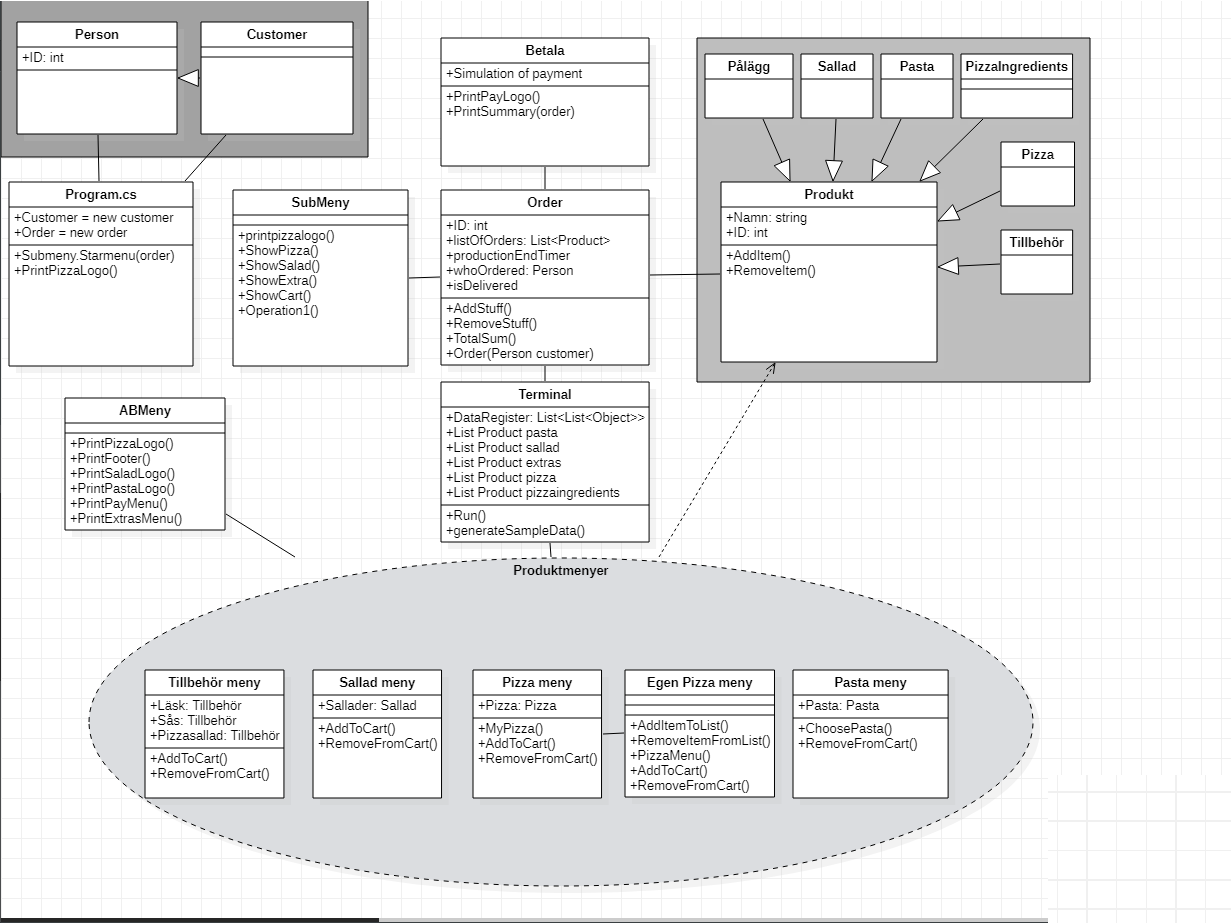 Person
+ID: int
Customer
Betala
+Simulation of payment
+PrintPayLogo()
+PrintSummary(order)
Pålägg
Sallad
Pasta
PizzaIngredients
Pizza
Tillbehör
Produkt
+Namn: string
+ID: int
+AddItem()
+RemoveItem()
Program.cs
+Customer = new customer
+Order = new order
+Submeny.Starmenu(order)
+PrintPizzaLogo()
SubMeny
+printpizzalogo()
+ShowPizza()
+ShowSalad()
+ShowExtra()
+ShowCart()
+Operation1()
Order
+ID: int
+listOfOrders: List<Product>
+productionEndTimer
+whoOrdered: Person
+isDelivered
+AddStuff()
+RemoveStuff()
+TotalSum()
+Order(Person customer)
Terminal
+DataRegister: List<List<Object>>
+List Product pasta
+List Product sallad
+List Product extras
+List Product pizza
+List Product pizzaingredients
+Run()
+generateSampleData()
ABMeny
+PrintPizzaLogo()
+PrintFooter()
+PrintSaladLogo()
+PrintPastaLogo()
+PrintPayMenu()
+PrintExtrasMenu()
Produktmenyer
Tillbehör meny
+Läsk: Tillbehör
+Sås: Tillbehör
+Pizzasallad: Tillbehör
+AddToCart()
+RemoveFromCart()
Sallad meny
+Sallader: Sallad
+AddToCart()
+RemoveFromCart()
Pizza meny
+Pizza: Pizza
+MyPizza()
+AddToCart()
+RemoveFromCart()
Egen Pizza meny
+AddItemToList()
+RemoveItemFromList()
+PizzaMenu()
+AddToCart()
+RemoveFromCart()
Pasta meny
+Pasta: Pasta
+ChoosePasta()
+RemoveFromCart()